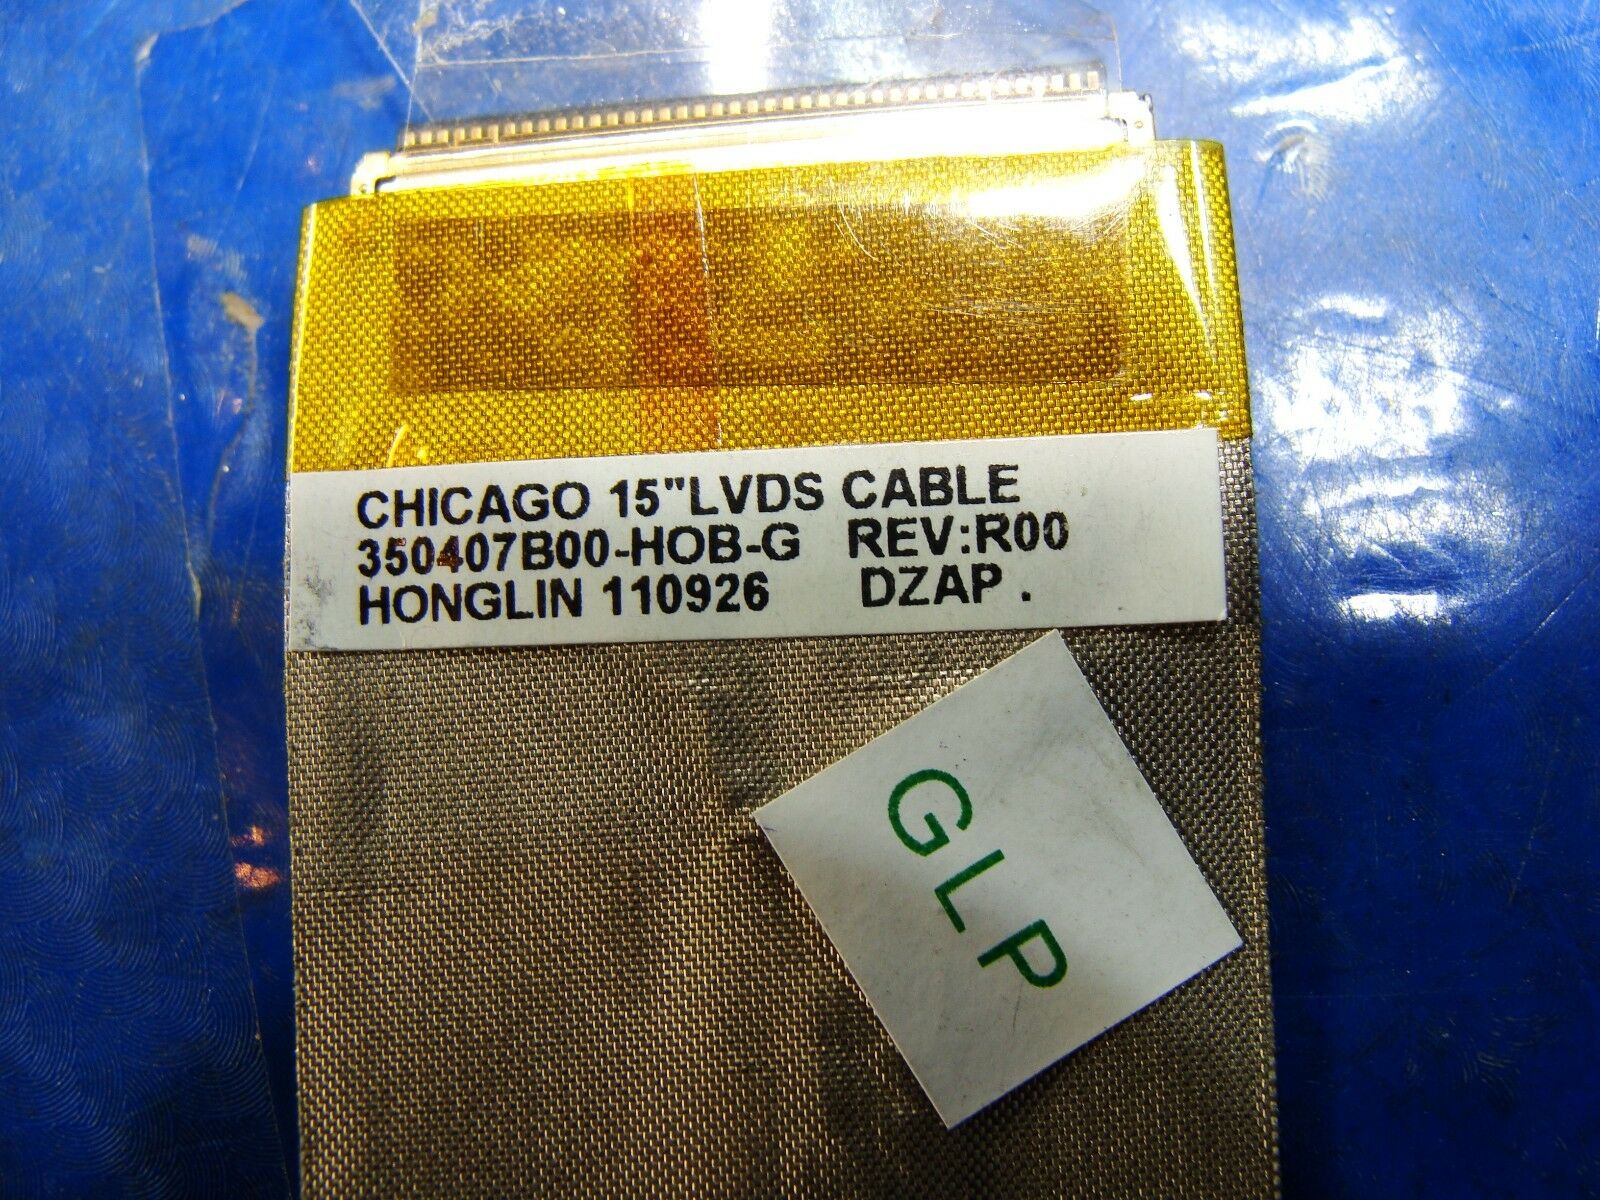 CHICAGO 15"LVDS CABLE
350407B00-HOB-G REV:R00
HONGLIN 110926 DZAP .
GLP